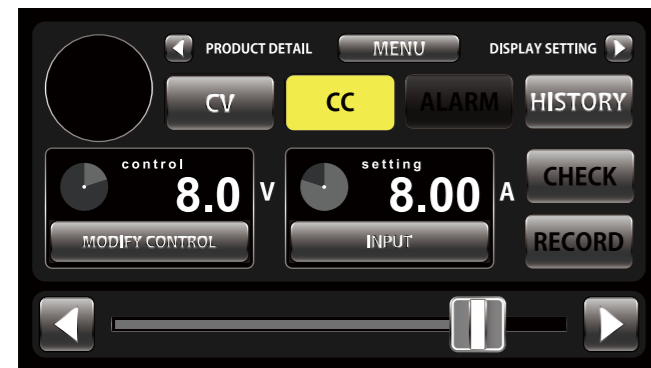 PRODUCT DETAIL MENU DISPLAY SETTING
CV CC ALARM HISTORY
control setting
8.0 V 8.00 A CHECK
MODIFY CONTROL INPUT RECORD